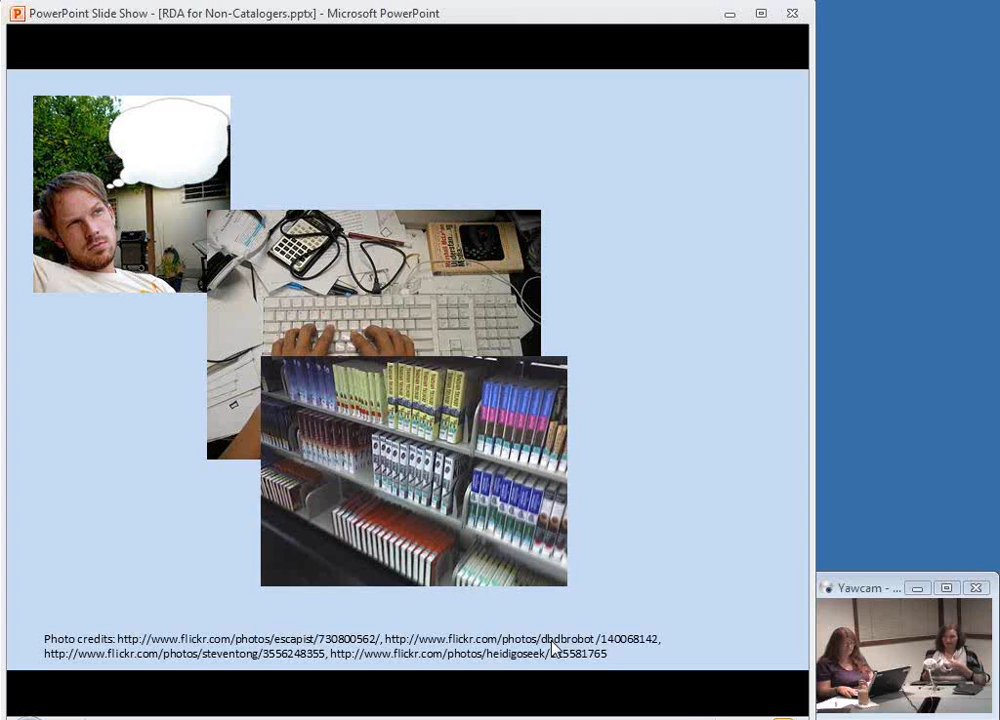 PowerPoint Slide Show - [RDA for Non-Catalogers.pptx] - Microsoft PowerPoint
Photo credits: http://www.flickr.com/photos/escapist/730800562/, http://www.flickr.com/photos/dbdbrobot/140068142,
http://www.flickr.com/photos/steventong/3556248355, http://www.flickr.com/photos/heidigoseek/
Yawcam - ...